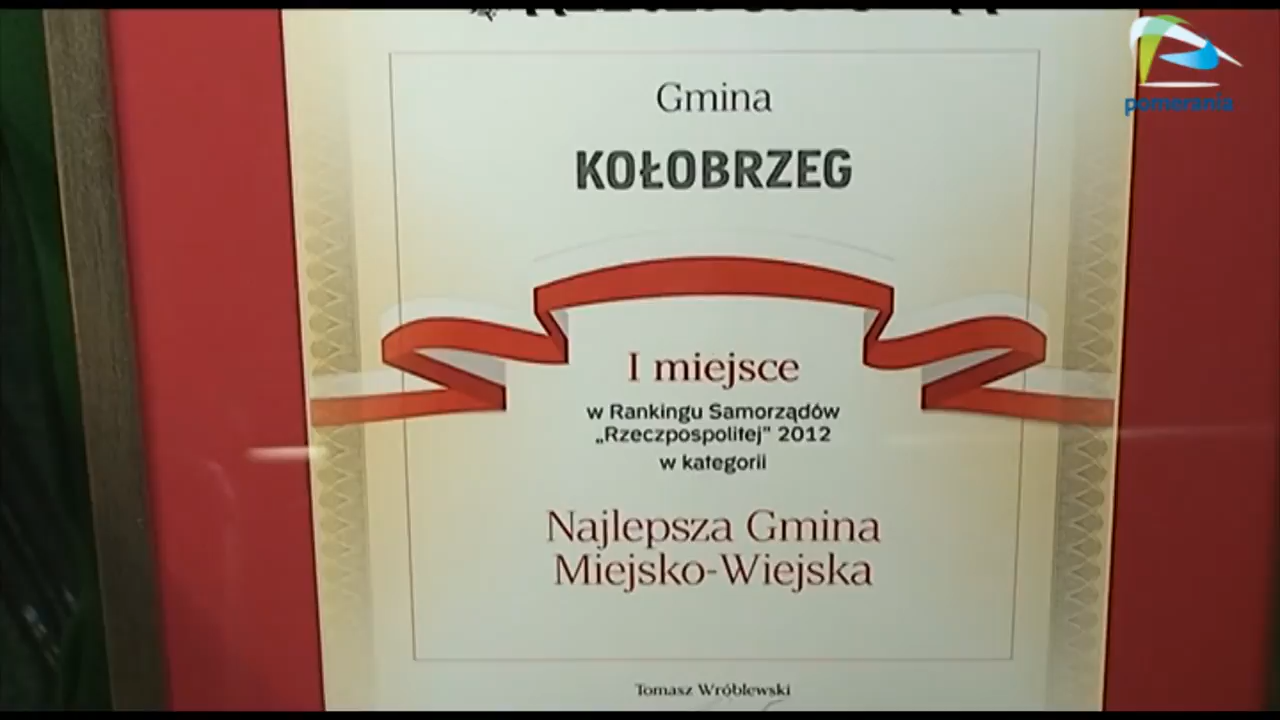 pomerania
Gmina
KOŁOBRZEG
I miejsce
w Rankingu Samorządów
„Rzeczpospolitej” 2012
w kategorii
Najlepsza Gmina
Miejsko-Wiejska
Tomasz Wróblewski